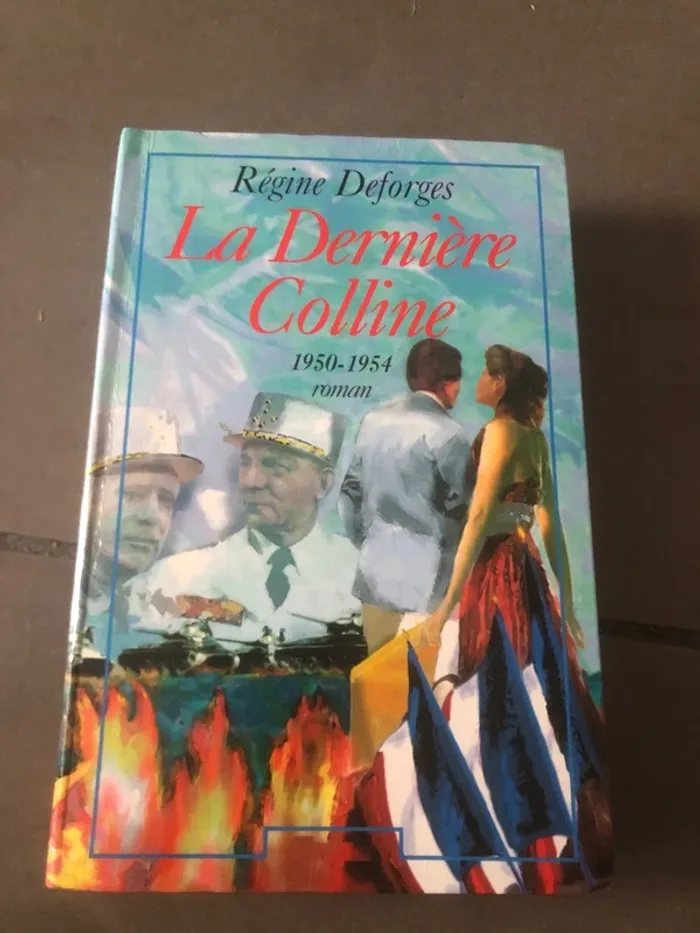 Régine Deforges
La Dernière
Colline
1950-1954
roman